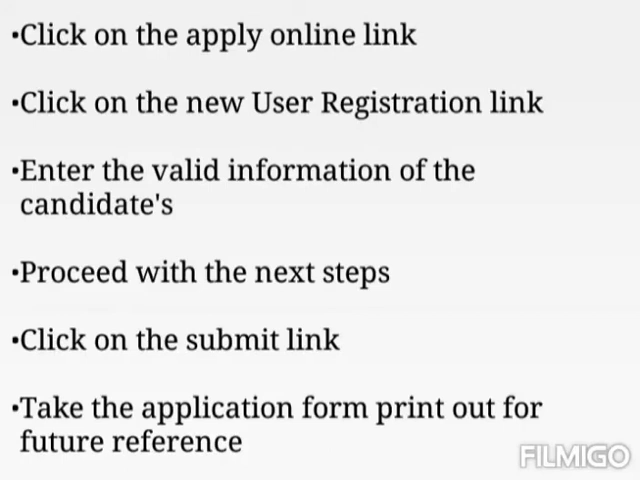 •Click on the apply online link
•Click on the new User Registration link
•Enter the valid information of the
candidate's
•Proceed with the next steps
•Click on the submit link
•Take the application form print out for
future reference
FILMIGO